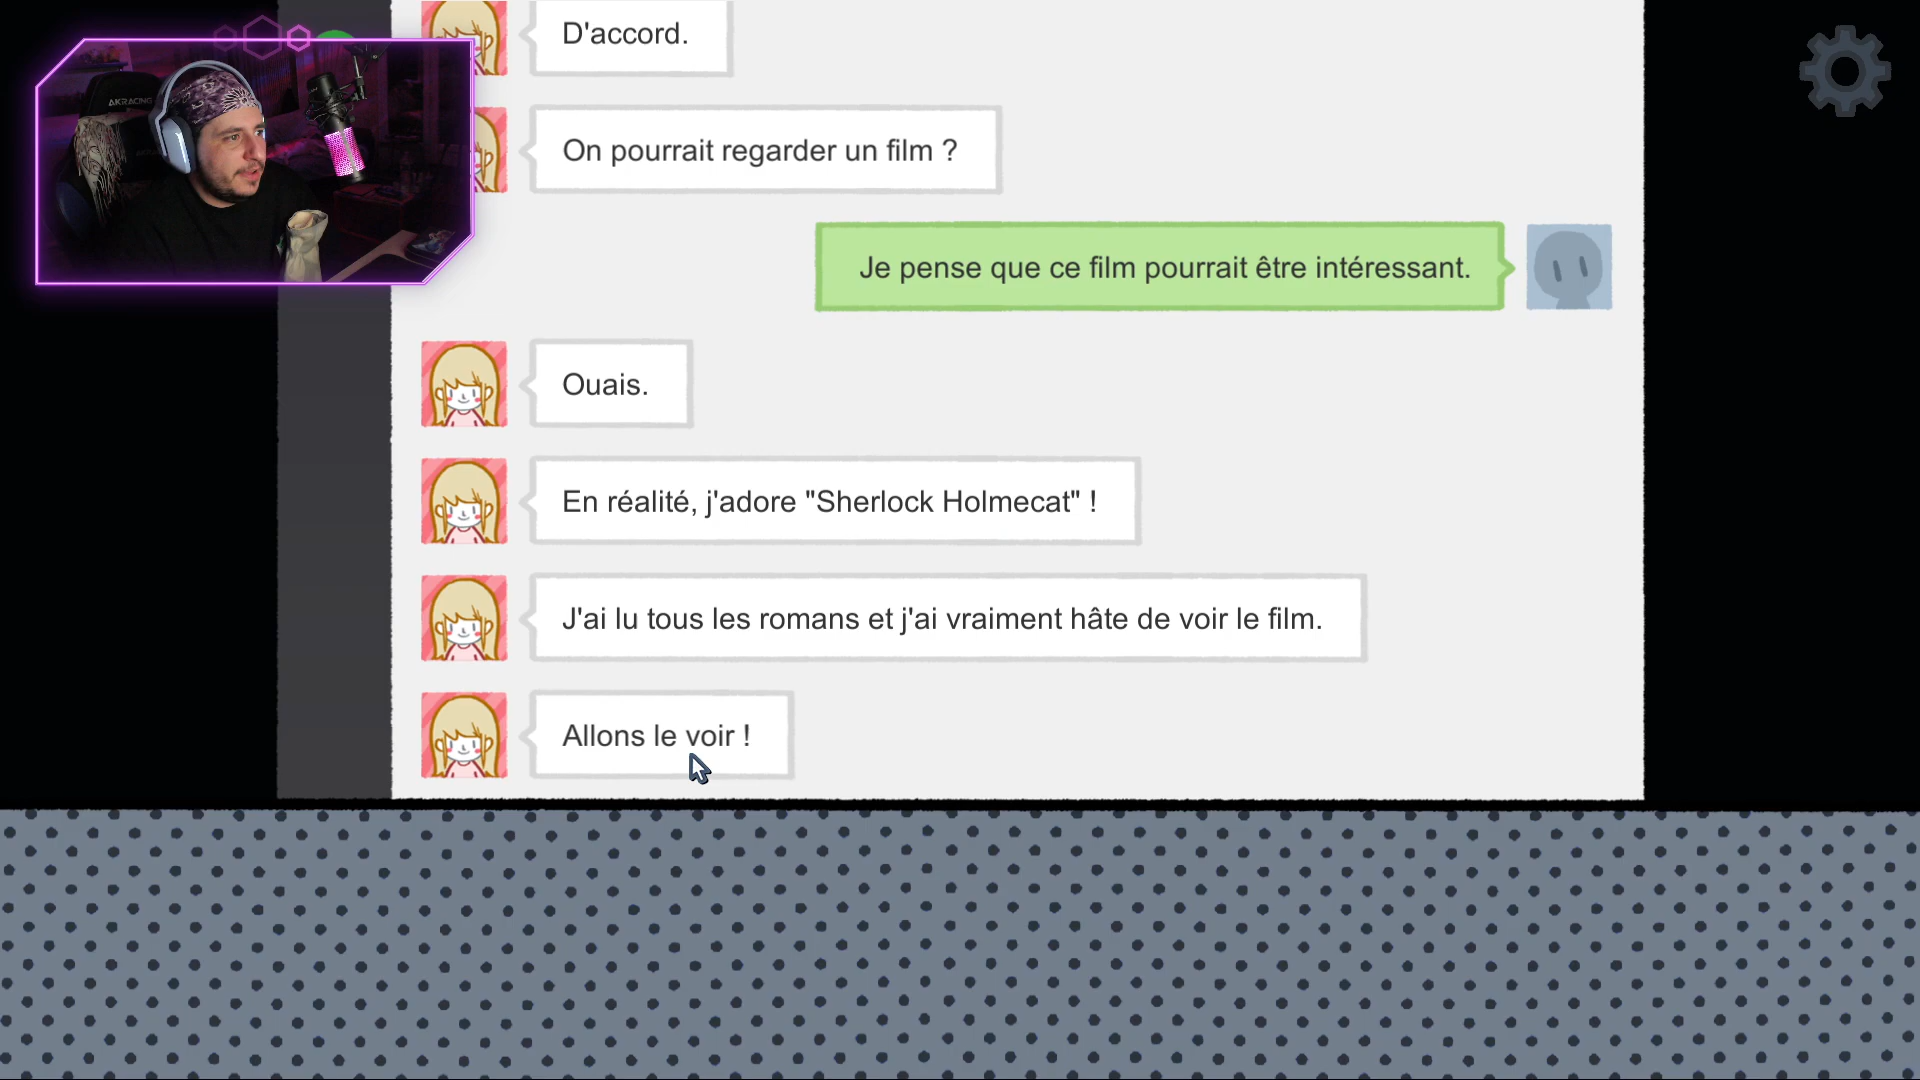 D'accord.
AKRACING
On pourrait regarder un film ?
Je pense que ce film pourrait être intéressant.
Ouais.
En réalité, j'adore "Sherlock Holmecat" !
J'ai lu tous les romans et j'ai vraiment hâte de voir le film.
Allons le voir !